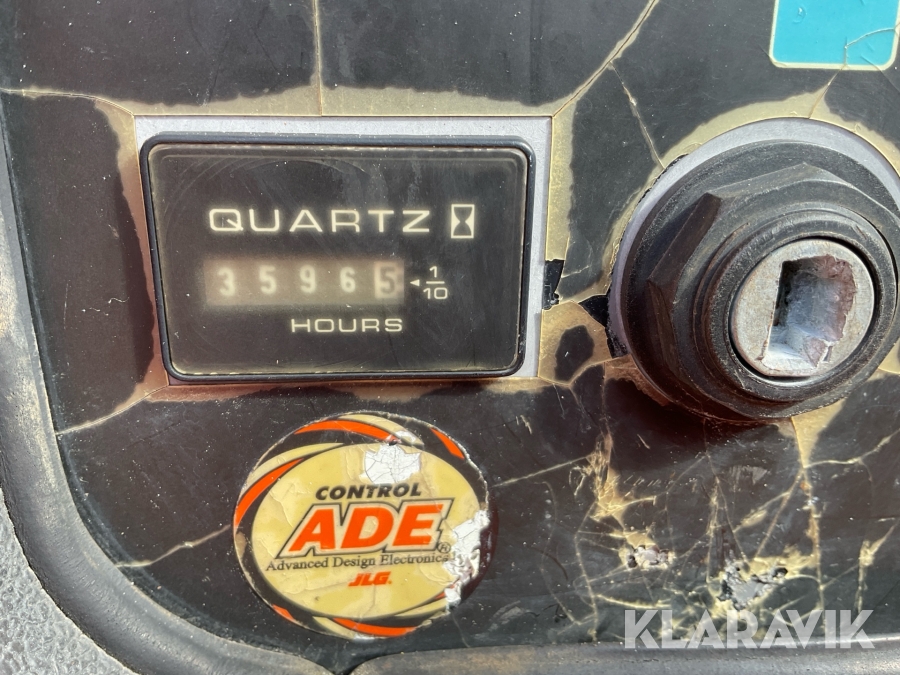 QUARTZ
35965 1/10
HOURS
CONTROL
ADE®
Advanced Design Electronics
JLG®
KLARAVIK